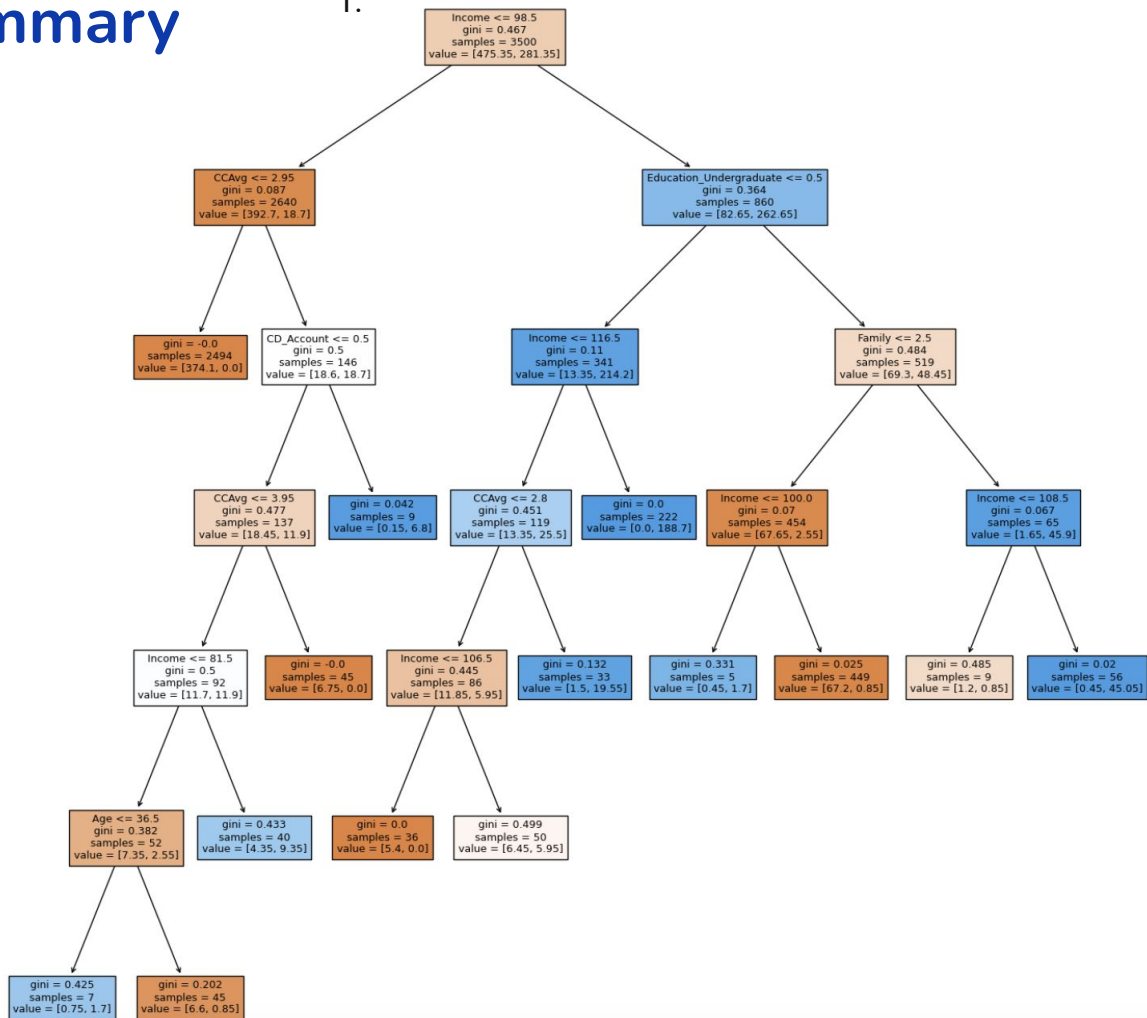 mmary
1.
Income <= 98.5
gini = 0.467
samples = 3500
value = [475.35, 281.35]
CCAvg <= 2.95
gini = 0.087
samples = 2640
value = [392.7, 18.7]
Education_Undergraduate <= 0.5
gini = 0.364
samples = 860
value = [82.65, 262.65]
gini = -0.0
samples = 2494
value = [374.1, 0.0]
CD_Account <= 0.5
gini = 0.5
samples = 146
value = [18.6, 18.7]
Income <= 116.5
gini = 0.11
samples = 341
value = [13.35, 214.2]
Family <= 2.5
gini = 0.484
samples = 519
value = [69.3, 48.45]
CCAvg <= 3.95
gini = 0.477
samples = 137
value = [18.45, 11.9]
gini = 0.042
samples = 9
value = [0.15, 6.8]
CCAvg <= 2.8
gini = 0.451
samples = 119
value = [13.35, 25.5]
gini = 0.0
samples = 222
value = [0.0, 188.7]
Income <= 100.0
gini = 0.07
samples = 454
value = [67.65, 2.55]
Income <= 108.5
gini = 0.067
samples = 65
value = [1.65, 45.9]
Income <= 81.5
gini = 0.5
samples = 92
value = [11.7, 11.9]
gini = -0.0
samples = 45
value = [6.75, 0.0]
Income <= 106.5
gini = 0.445
samples = 86
value = [11.85, 5.95]
gini = 0.132
samples = 33
value = [1.5, 19.55]
gini = 0.331
samples = 5
value = [0.45, 1.7]
gini = 0.025
samples = 449
value = [67.2, 0.85]
gini = 0.485
samples = 9
value = [1.2, 0.85]
gini = 0.02
samples = 56
value = [0.45, 45.05]
Age <= 36.5
gini = 0.382
samples = 52
value = [7.35, 2.55]
gini = 0.433
samples = 40
value = [4.35, 9.35]
gini = 0.0
samples = 36
value = [5.4, 0.0]
gini = 0.499
samples = 50
value = [6.45, 5.95]
gini = 0.425
samples = 7
value = [0.75, 1.7]
gini = 0.202
samples = 45
value = [6.6, 0.85]